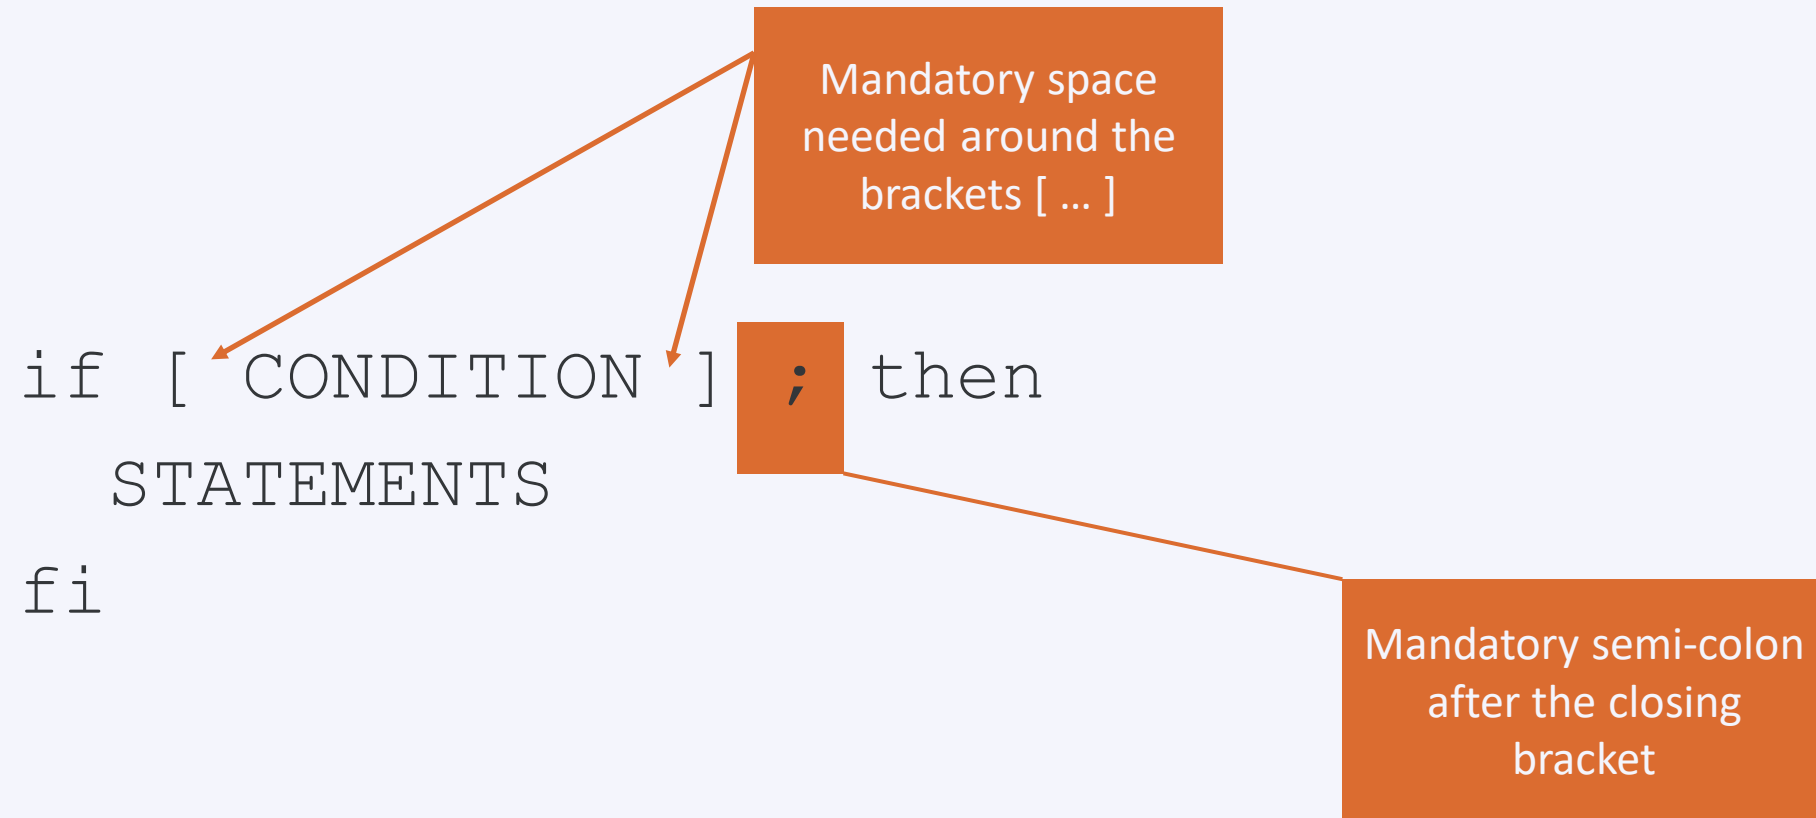 Mandatory space
needed around the
brackets [ … ]
if [ CONDITION ] ; then
STATEMENTS
fi
Mandatory semi-colon
after the closing
bracket